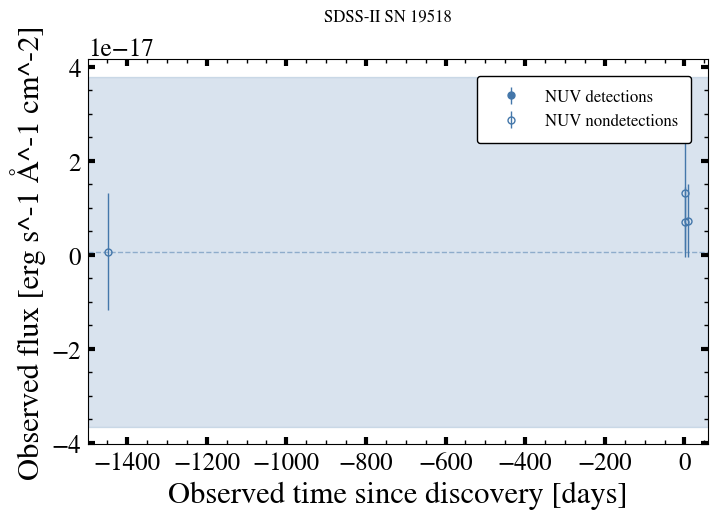 SDSS-II SN 19518
1e−17
NUV detections
NUV nondetections
4
2
0
−2
−4
Observed flux [erg s^-1 Å^-1 cm^-2]
−1400 −1200 −1000 −800 −600 −400 −200 0
Observed time since discovery [days]